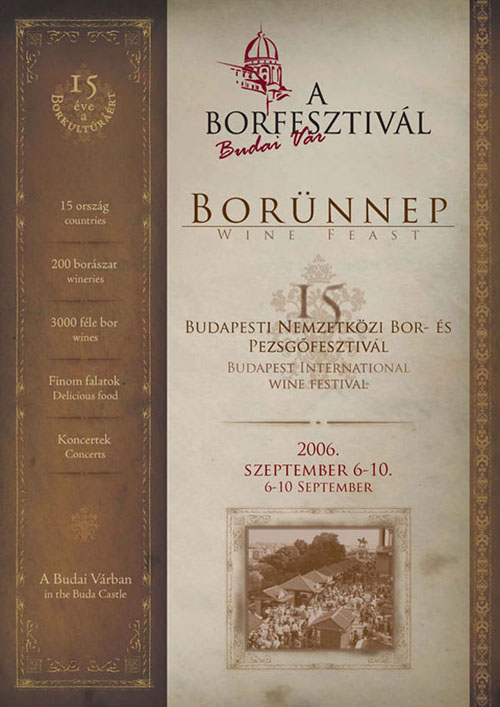 15
éve
a
Borkultúráért
15 ország
countries
200 borászat
wineries
3000 féle bor
wines
Finom falatok
Delicious food
Koncertek
Concerts
A Budai Várban
in the Buda Castle
A
BORFESZTIVÁL
Budai Vár
BORÜNNEP
WINE FEAST
15
BUDAPESTI NEMZETKÖZI BOR- ÉS
PEZSGŐFESZTIVÁL
BUDAPEST INTERNATIONAL
WINE FESTIVAL
2006.
SZEPTEMBER 6-10.
6-10 SEPTEMBER